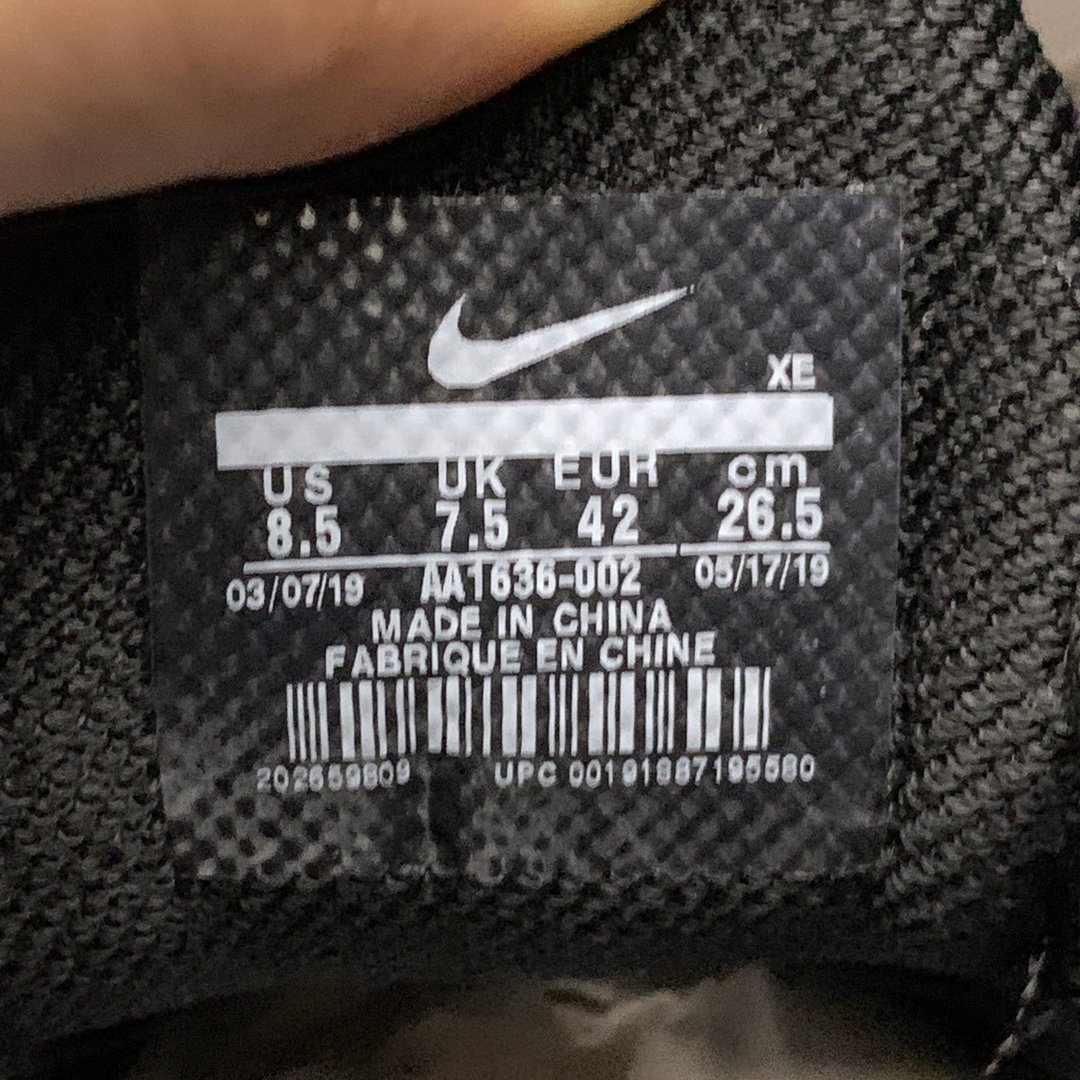 XE
US UK EUR cm
8.5 7.5 42 26.5
03/07/19 AA1636-002 05/17/19
MADE IN CHINA
FABRIQUE EN CHINE
202659809 UPC 00191887195580